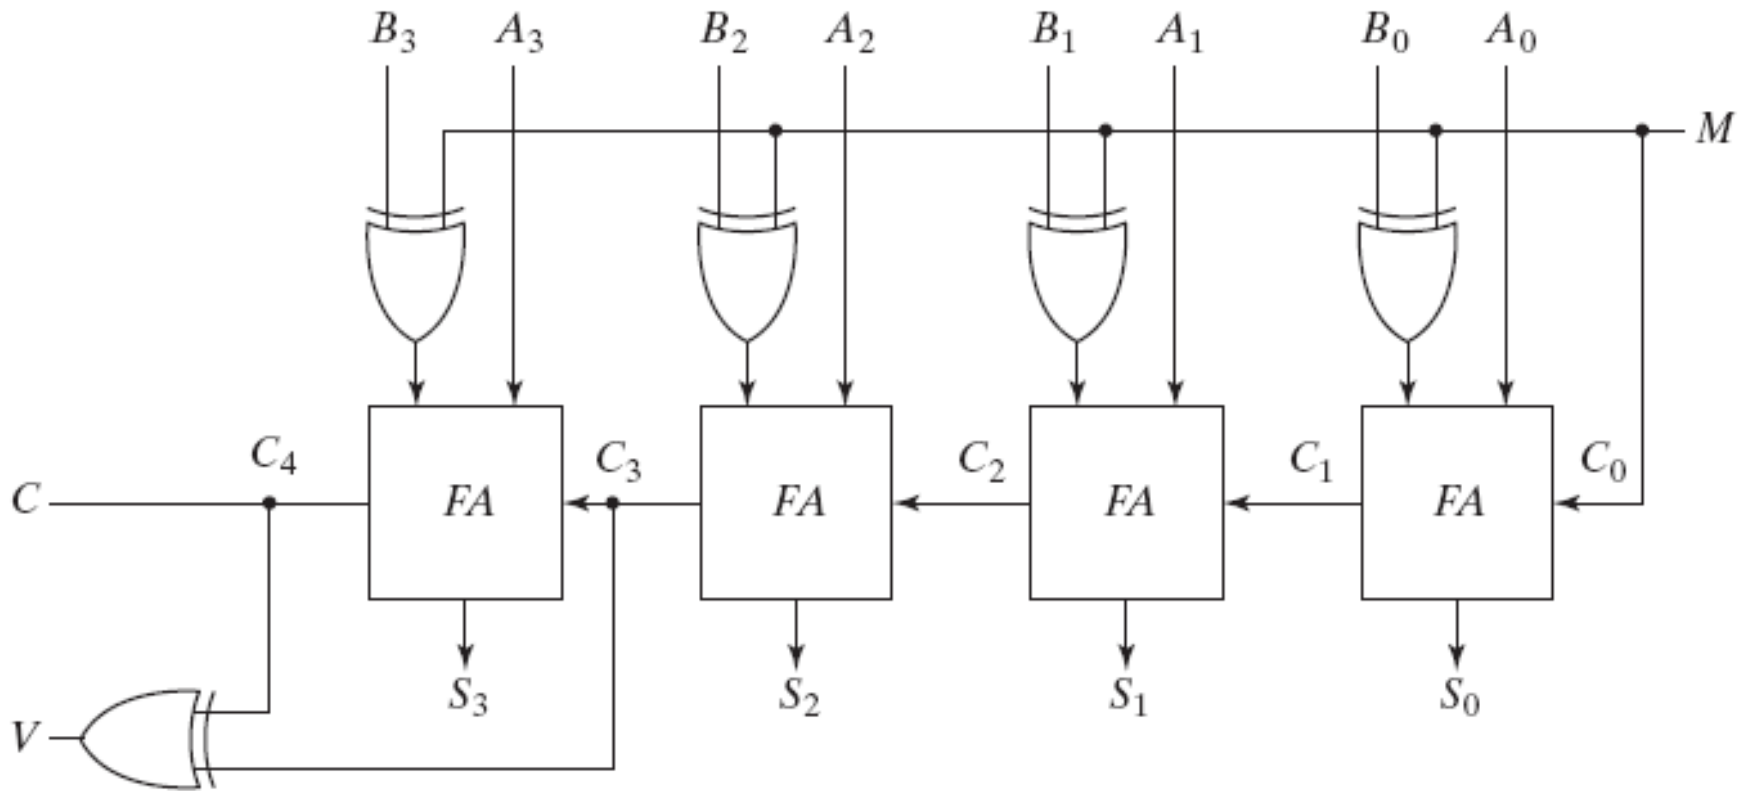 B₃ A₃ B₂ A₂ B₁ A₁ B₀ A₀
M
C₄ C₃ C₂ C₁ C₀
C FA FA FA FA
S₃ S₂ S₁ S₀
V